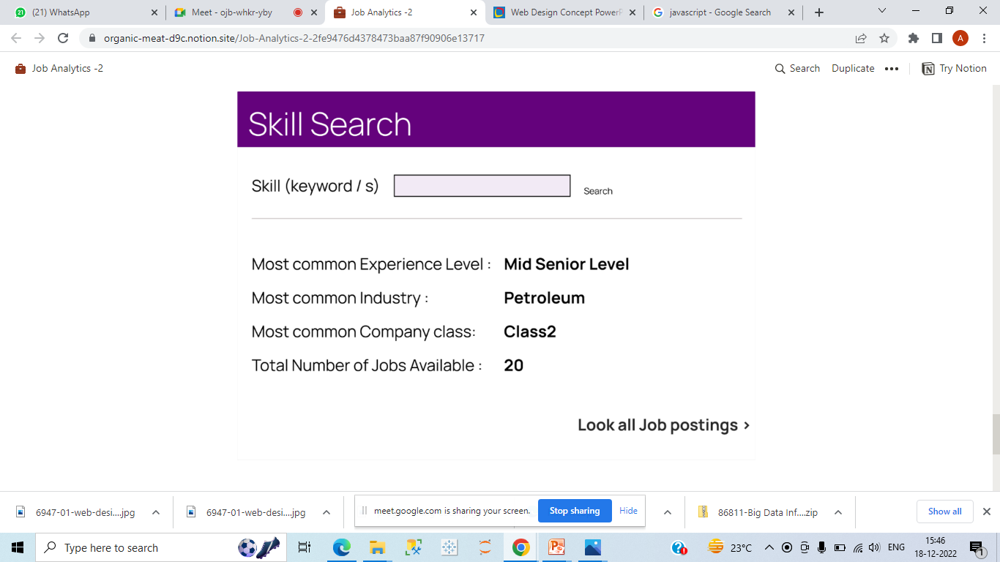 (21) WhatsApp
Meet - ojb-whkr-yby
Job Analytics -2
Web Design Concept PowerP
javascript - Google Search
organic-meat-d9c.notion.site/Job-Analytics-2-2fe9476d4378473baa87f90906e13717
A
Job Analytics -2
Search
Duplicate
Try Notion
Skill Search
Skill (keyword / s)
Search
Most common Experience Level : Mid Senior Level
Most common Industry : Petroleum
Most common Company class: Class2
Total Number of Jobs Available : 20
Look all Job postings >
6947-01-web-desi....jpg
6947-01-web-desi....jpg
meet.google.com is sharing your screen.
Stop sharing
Hide
86811-Big Data Inf....zip
Show all
Type here to search
23°C
ENG
15:46
18-12-2022
1